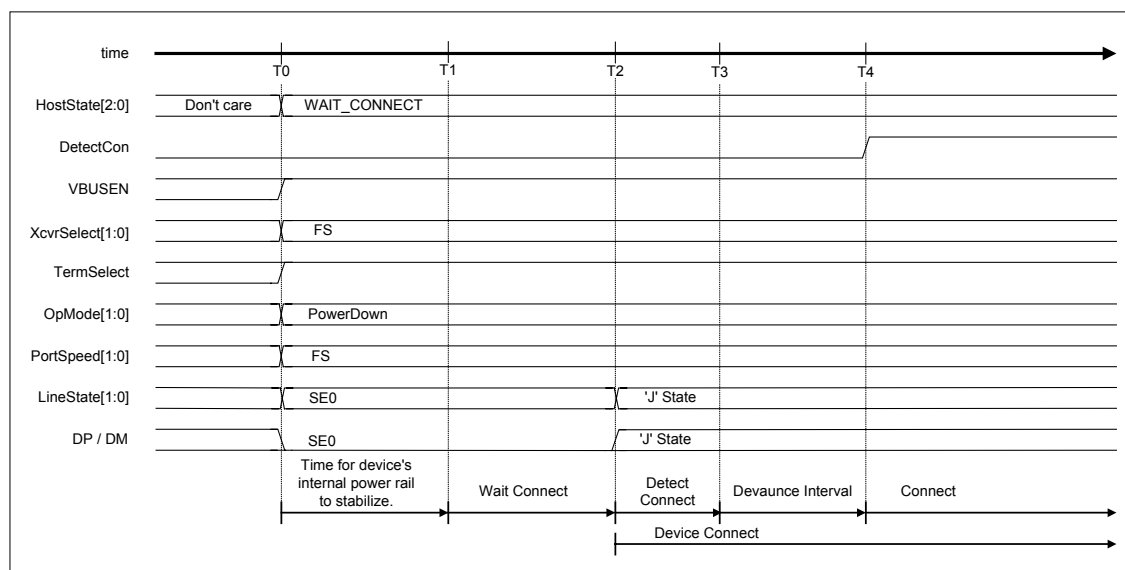 time
T0 T1 T2 T3 T4
HostState[2:0] Don't care WAIT_CONNECT
DetectCon
VBUSEN
XcvrSelect[1:0] FS
TermSelect
OpMode[1:0] PowerDown
PortSpeed[1:0] FS
LineState[1:0] SE0 'J' State
DP / DM SE0 'J' State
Time for device's
internal power rail
to stabilize.
Wait Connect
Detect
Connect
Devaunce Interval
Connect
Device Connect